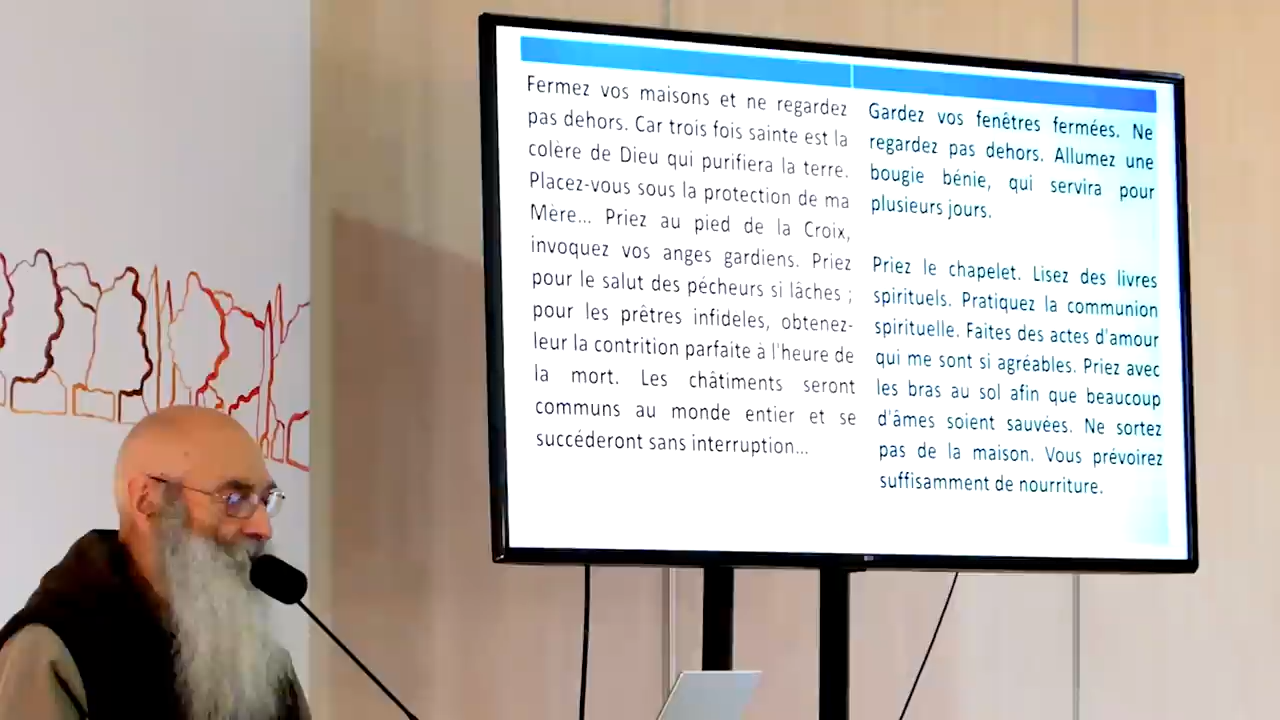 Fermez vos maisons et ne regardez
pas dehors. Car trois fois sainte est la
colère de Dieu qui purifiera la terre.
Placez-vous sous la protection de ma
Mère... Priez au pied de la Croix,
invoquez vos anges gardiens. Priez
pour le salut des pécheurs si lâches ;
pour les prêtres infideles, obtenez-
leur la contrition parfaite à l'heure de
la mort. Les châtiments seront
communs au monde entier et se
succéderont sans interruption...
Gardez vos fenêtres fermées. Ne
regardez pas dehors. Allumez une
bougie bénie, qui servira pour
plusieurs jours.
Priez le chapelet. Lisez des livres
spirituels. Pratiquez la communion
spirituelle. Faites des actes d'amour
qui me sont si agréables. Priez avec
les bras au sol afin que beaucoup
d'âmes soient sauvées. Ne sortez
pas de la maison. Vous prévoirez
suffisamment de nourriture.